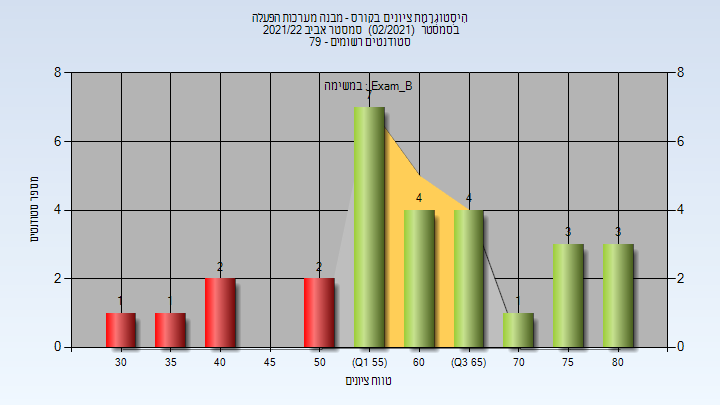 היסטוגרמת ציונים בקורס - מבנה מערכות הפעלה
בסמסטר (02/2021) סמסטר אביב 2021/22
סטודנטים רשומים - 79
במשימה : Exam_B
מספר סטודנטים
8 8
6 6
4 4
2 2
0 0
1 1 2 2 7 4 4 1 3 3
30 35 40 45 50 (Q1 55) 60 (Q3 65) 70 75 80
טווח ציונים